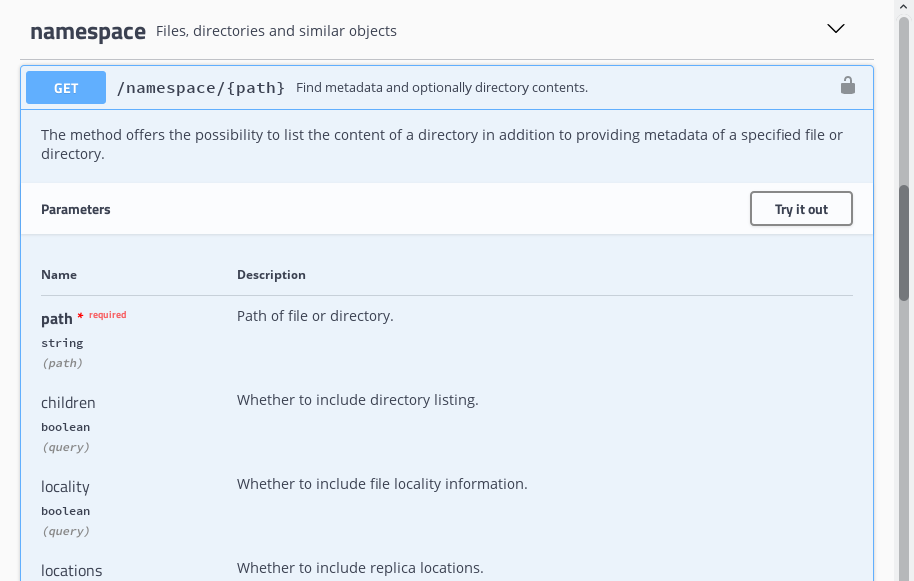 namespace Files, directories and similar objects
GET /namespace/{path} Find metadata and optionally directory contents.
The method offers the possibility to list the content of a directory in addition to providing metadata of a specified file or
directory.
Parameters Try it out
Name Description
path * required Path of file or directory.
string
(path)
children Whether to include directory listing.
boolean
(query)
locality Whether to include file locality information.
boolean
(query)
locations Whether to include replica locations.